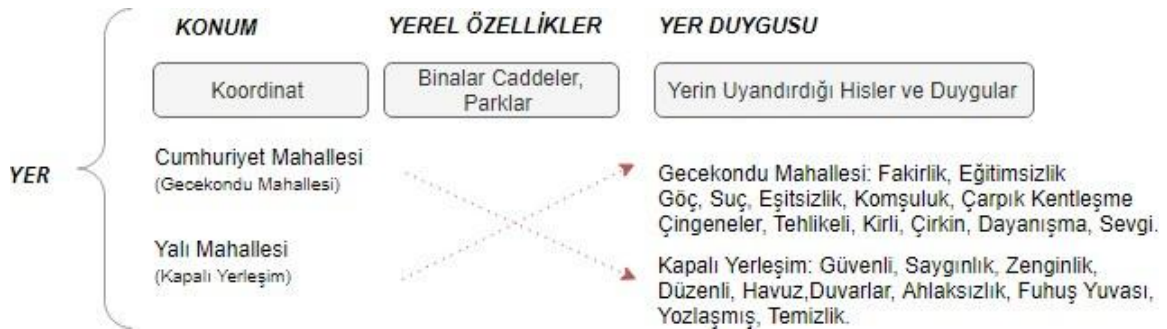 KONUM
YEREL ÖZELLİKLER
YER DUYGUSU
Koordinat
Binalar Caddeler,
Parklar
Yerin Uyandırdığı Hisler ve Duygular
YER
Cumhuriyet Mahallesi
(Gecekondu Mahallesi)
Yalı Mahallesi
(Kapalı Yerleşim)
Gecekondu Mahallesi: Fakirlik, Eğitimsizlik
Göç, Suç, Eşitsizlik, Komşuluk, Çarpık Kentleşme
Çingeneler, Tehlikeli, Kirli, Çirkin, Dayanışma, Sevgi.
Kapalı Yerleşim: Güvenli, Saygınlık, Zenginlik,
Düzenli, Havuz,Duvarlar, Ahlaksızlık, Fuhuş Yuvası,
Yozlaşmış, Temizlik.